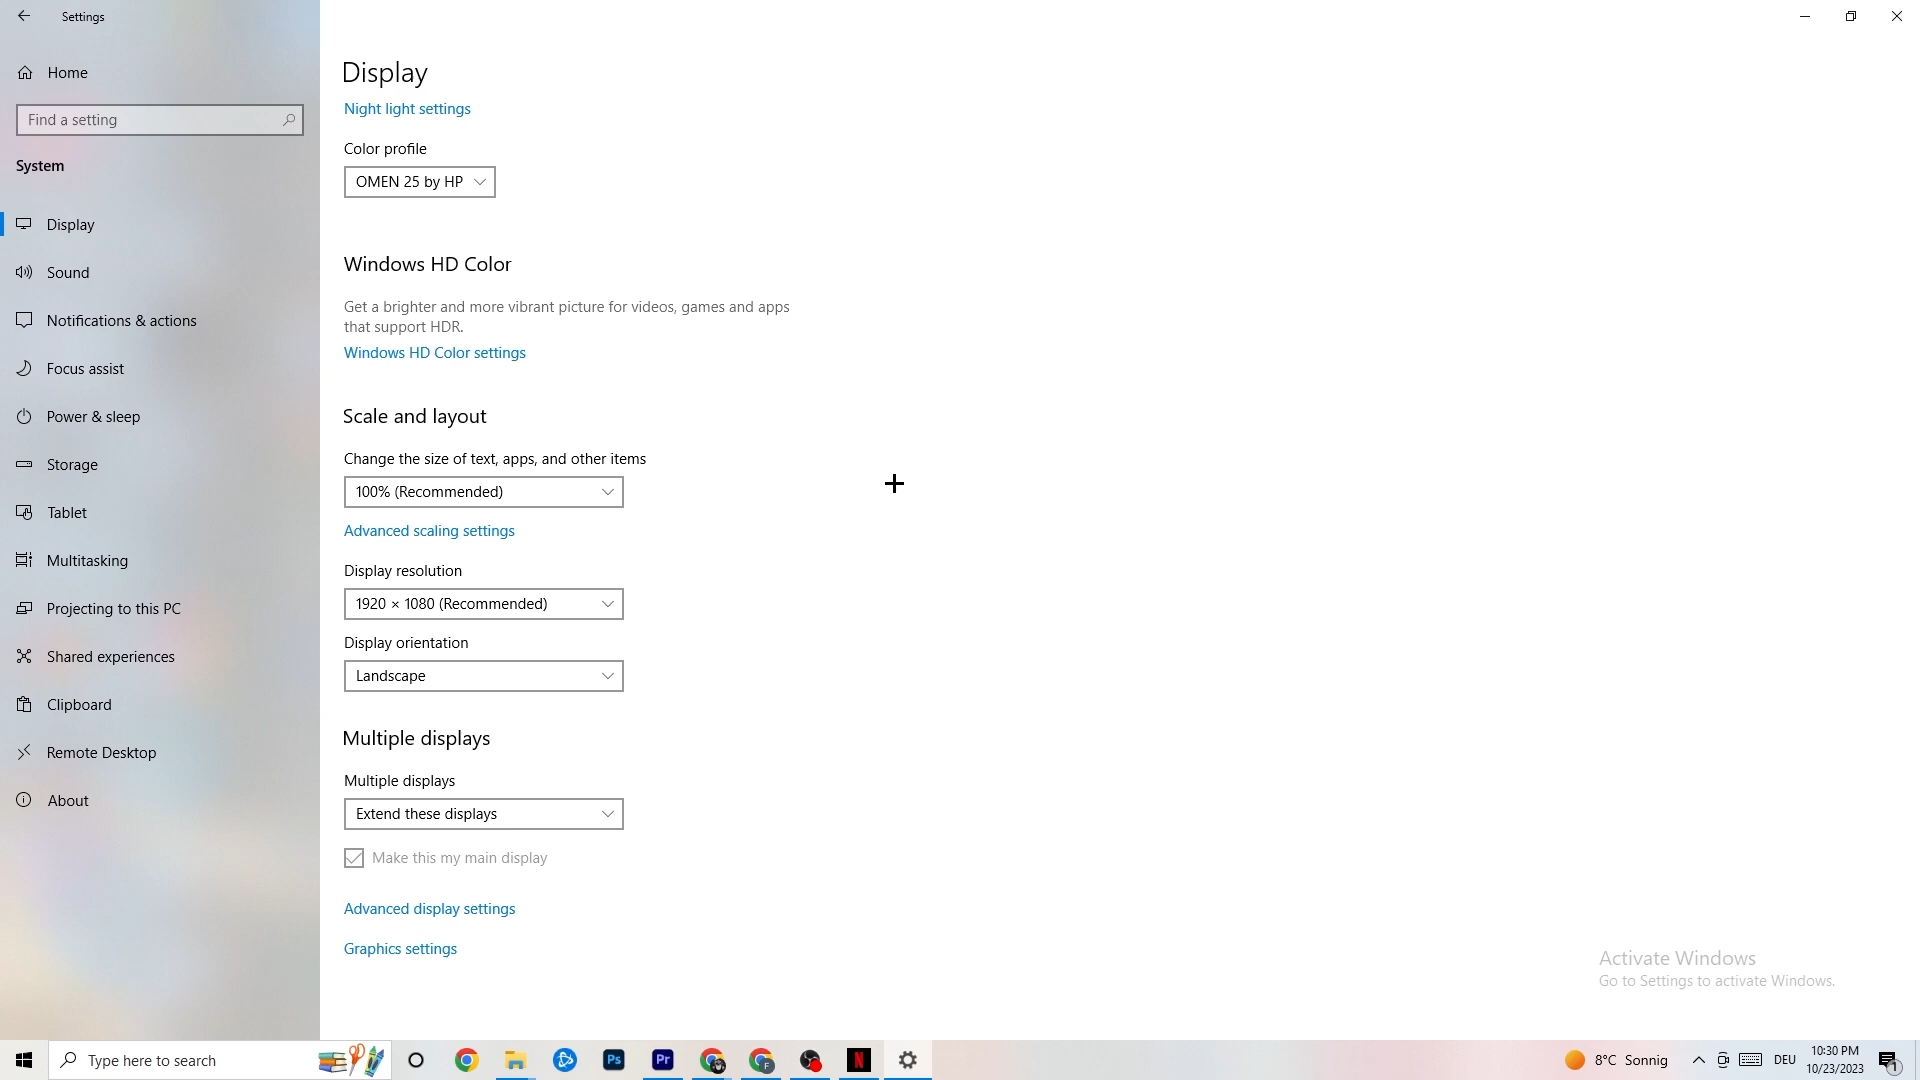 Settings
Home
Find a setting
System
Display
Sound
Notifications & actions
Focus assist
Power & sleep
Storage
Tablet
Multitasking
Projecting to this PC
Shared experiences
Clipboard
Remote Desktop
About
Display
Night light settings
Color profile
OMEN 25 by HP
Windows HD Color
Get a brighter and more vibrant picture for videos, games and apps
that support HDR.
Windows HD Color settings
Scale and layout
Change the size of text, apps, and other items
100% (Recommended)
Advanced scaling settings
Display resolution
1920 × 1080 (Recommended)
Display orientation
Landscape
Multiple displays
Multiple displays
Extend these displays
Make this my main display
Advanced display settings
Graphics settings
Activate Windows
Go to Settings to activate Windows.
Type here to search
Ps
Pr
F
N
8°C Sonnig
DEU
10:30 PM
10/23/2023
1